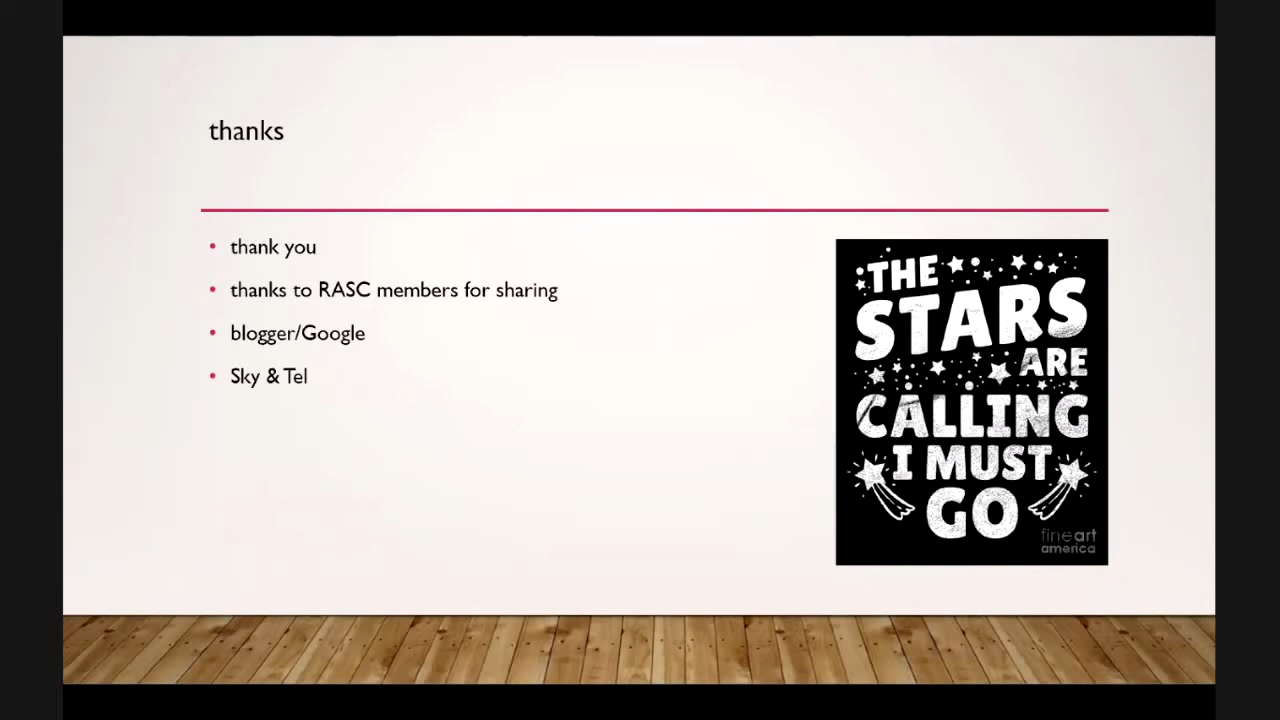 thanks
thank you
thanks to RASC members for sharing
blogger/Google
Sky & Tel
THE
STARS
ARE
CALLING
I MUST
GO
fineart
america